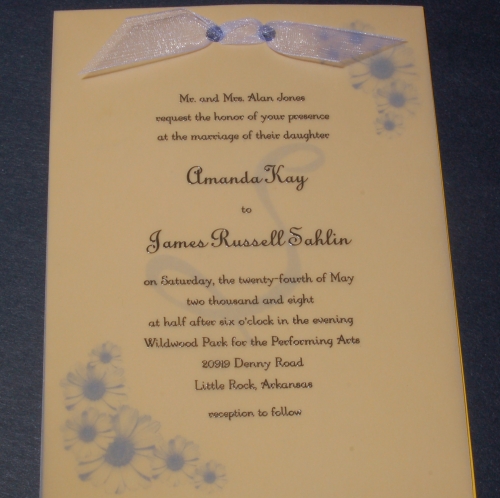 Mr. and Mrs. Alan Jones
request the honor of your presence
at the marriage of their daughter
Amanda Kay
to
James Russell Sahlin
on Saturday, the twenty-fourth of May
two thousand and eight
at half after six o'clock in the evening
Wildwood Park for the Performing Arts
20919 Denny Road
Little Rock, Arkansas
reception to follow